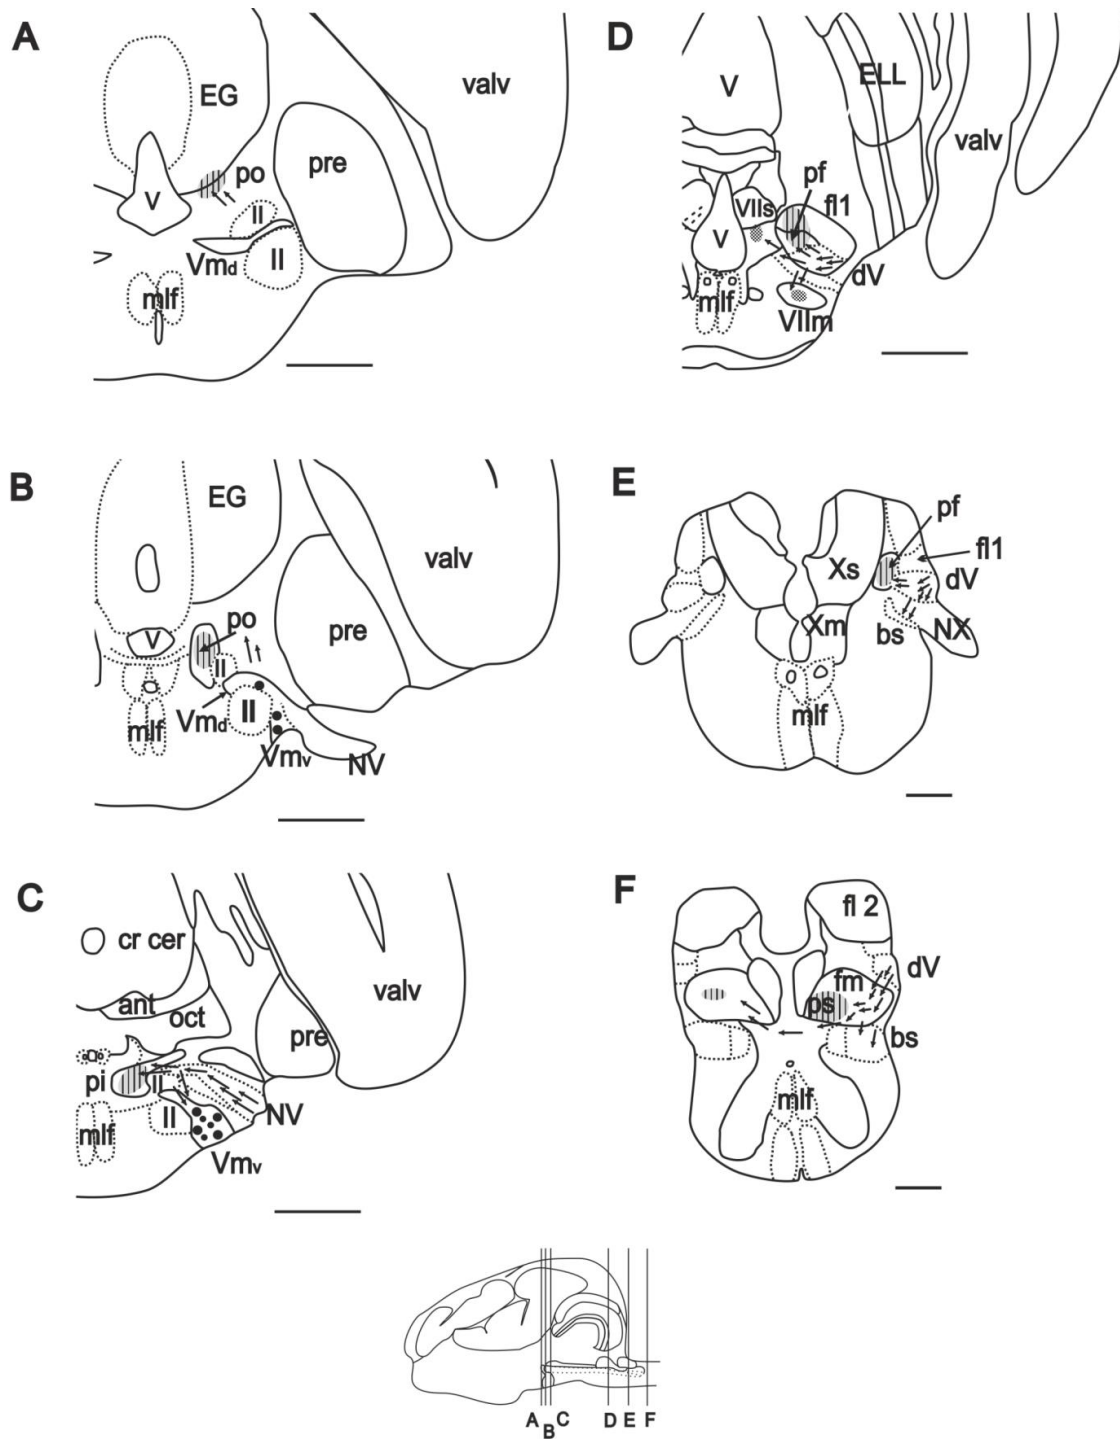 A
EG
valv
po
pre
V
ll
Vmd
ll
mlf
D
V
ELL
valv
pf
fl1
VIIs
V
dV
mlf
VIIm
B
EG
valv
po
V
pre
ll
Vmd
ll
mlf
Vmv
NV
E
pf
fl1
Xs
dV
Xm
bs
NX
mlf
C
cr cer
valv
ant
oct
pre
pi
ll
ll
NV
mlf
Vmv
F
fl 2
dV
fm
ps
bs
mlf
A
B
C
D
E
F